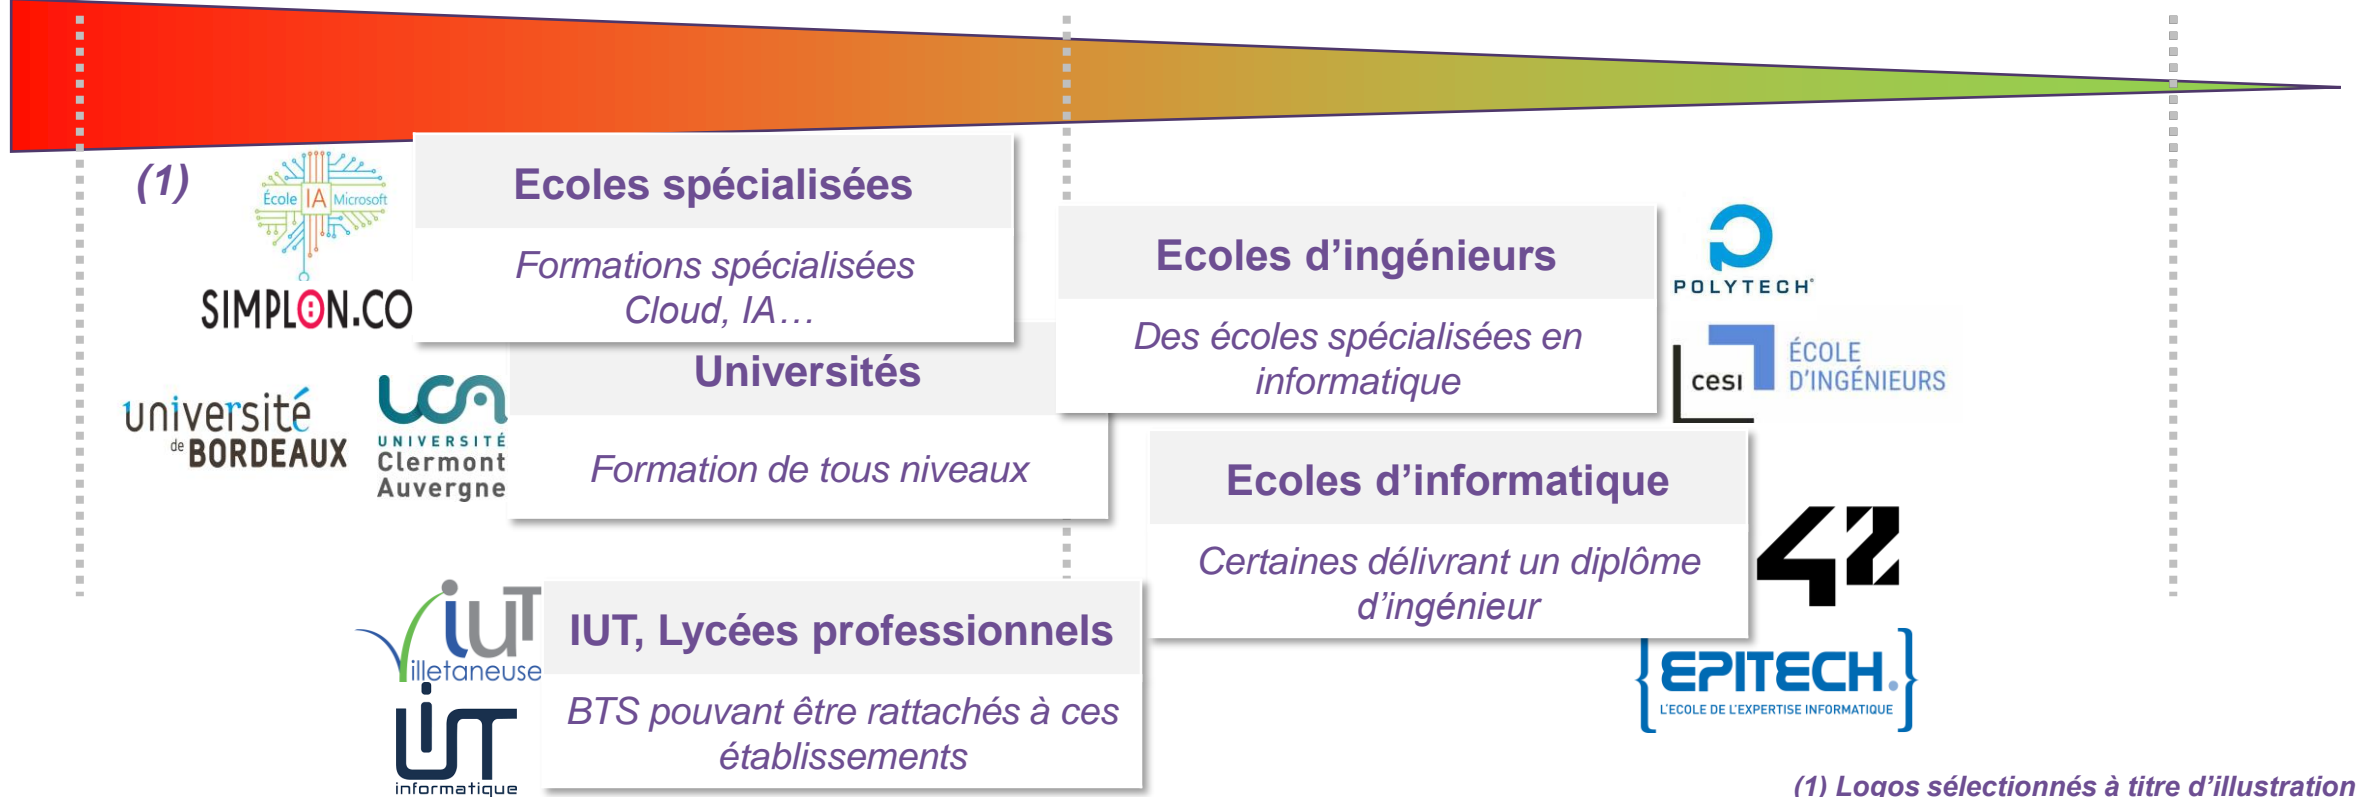 (1)
École IA Microsoft
SIMPLON.CO
Ecoles spécialisées
Formations spécialisées
Cloud, IA…
Ecoles d’ingénieurs
Des écoles spécialisées en
informatique
POLYTECH
cesi
ÉCOLE
D’INGÉNIEURS
université
de BORDEAUX
UCA
UNIVERSITÉ
Clermont
Auvergne
Universités
Formation de tous niveaux
Ecoles d’informatique
Certaines délivrant un diplôme
d’ingénieur
42
{EPITECH.}
L’ECOLE DE L’EXPERTISE INFORMATIQUE
iUT
Villetaneuse
iUT
informatique
IUT, Lycées professionnels
BTS pouvant être rattachés à ces
établissements
(1) Logos sélectionnés à titre d’illustration